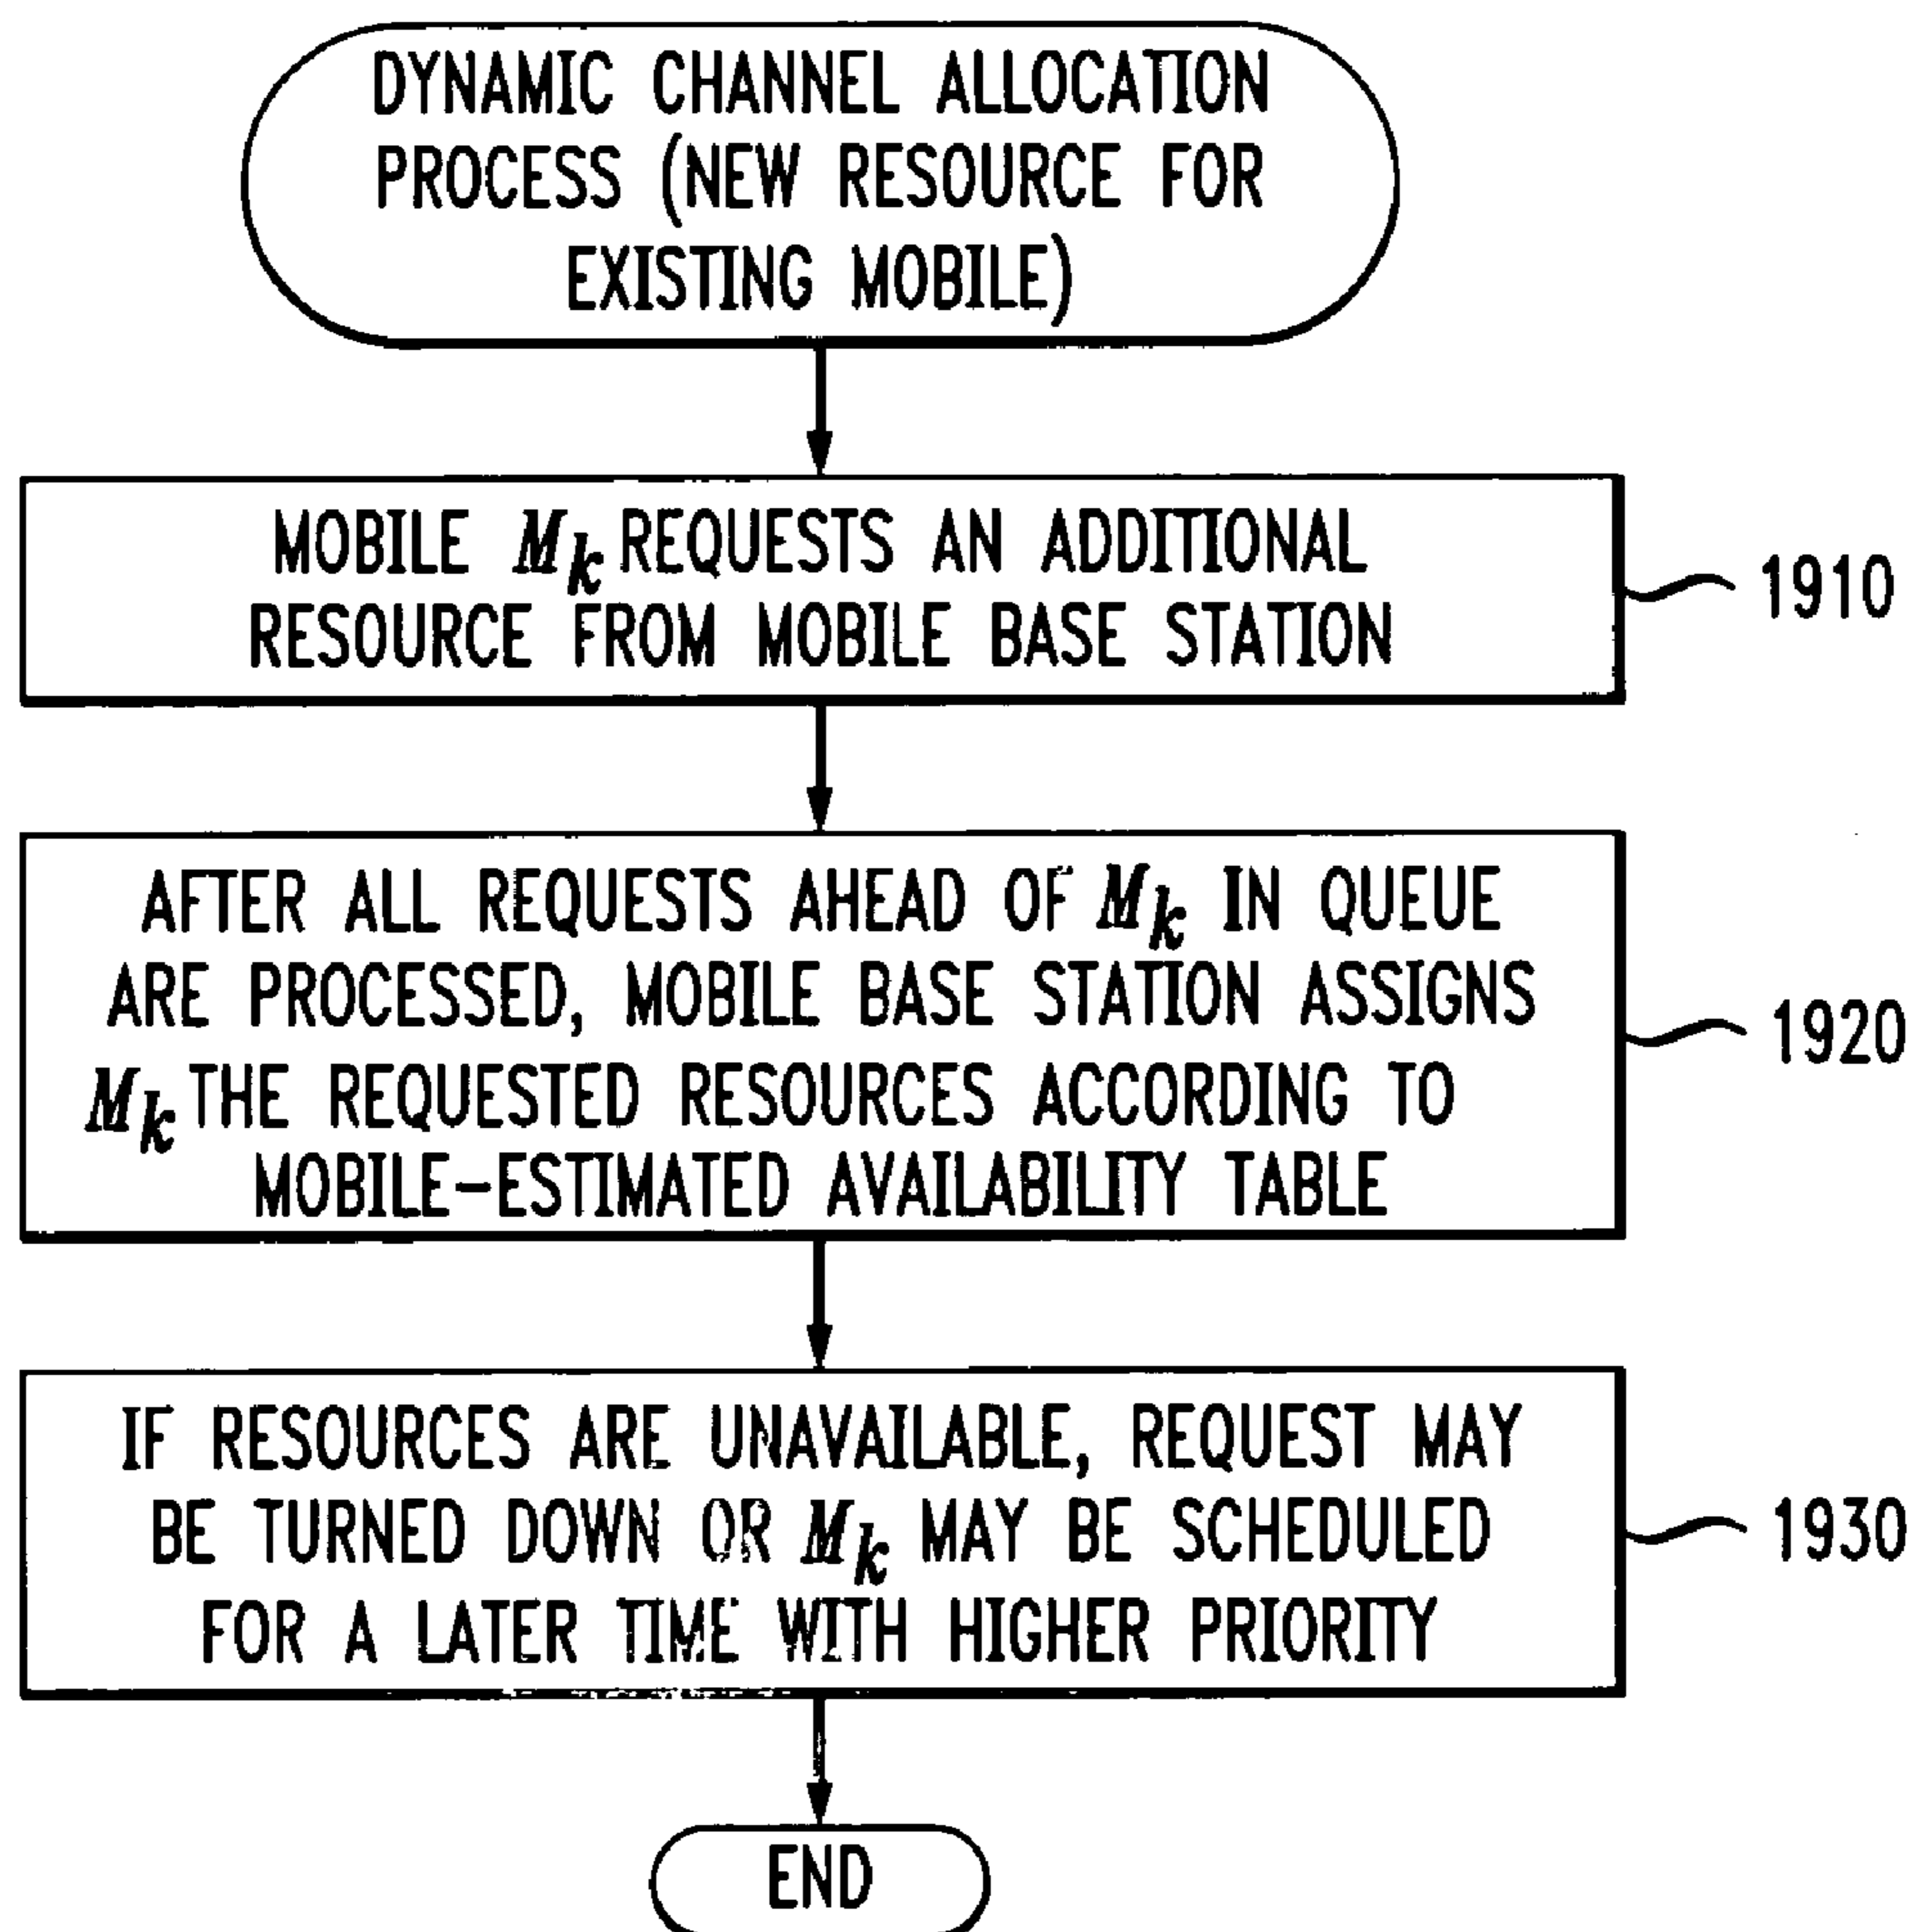 DYNAMIC CHANNEL ALLOCATION
PROCESS (NEW RESOURCE FOR
EXISTING MOBILE)
MOBILE Mk REQUESTS AN ADDITIONAL
RESOURCE FROM MOBILE BASE STATION
1910
AFTER ALL REQUESTS AHEAD OF Mk IN QUEUE
ARE PROCESSED, MOBILE BASE STATION ASSIGNS
Mk THE REQUESTED RESOURCES ACCORDING TO
MOBILE-ESTIMATED AVAILABILITY TABLE
1920
IF RESOURCES ARE UNAVAILABLE, REQUEST MAY
BE TURNED DOWN OR Mk MAY BE SCHEDULED
FOR A LATER TIME WITH HIGHER PRIORITY
1930
END